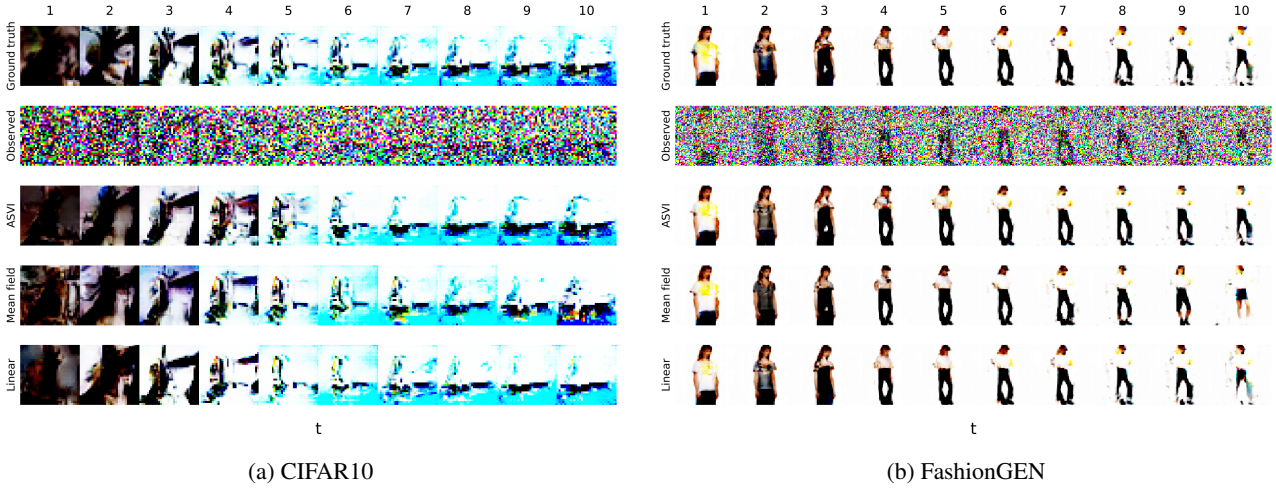 1 2 3 4 5 6 7 8 9 10
Ground truth
Observed
ASVI
Mean field
Linear
t
(a) CIFAR10
1 2 3 4 5 6 7 8 9 10
Ground truth
Observed
ASVI
Mean field
Linear
t
(b) FashionGEN